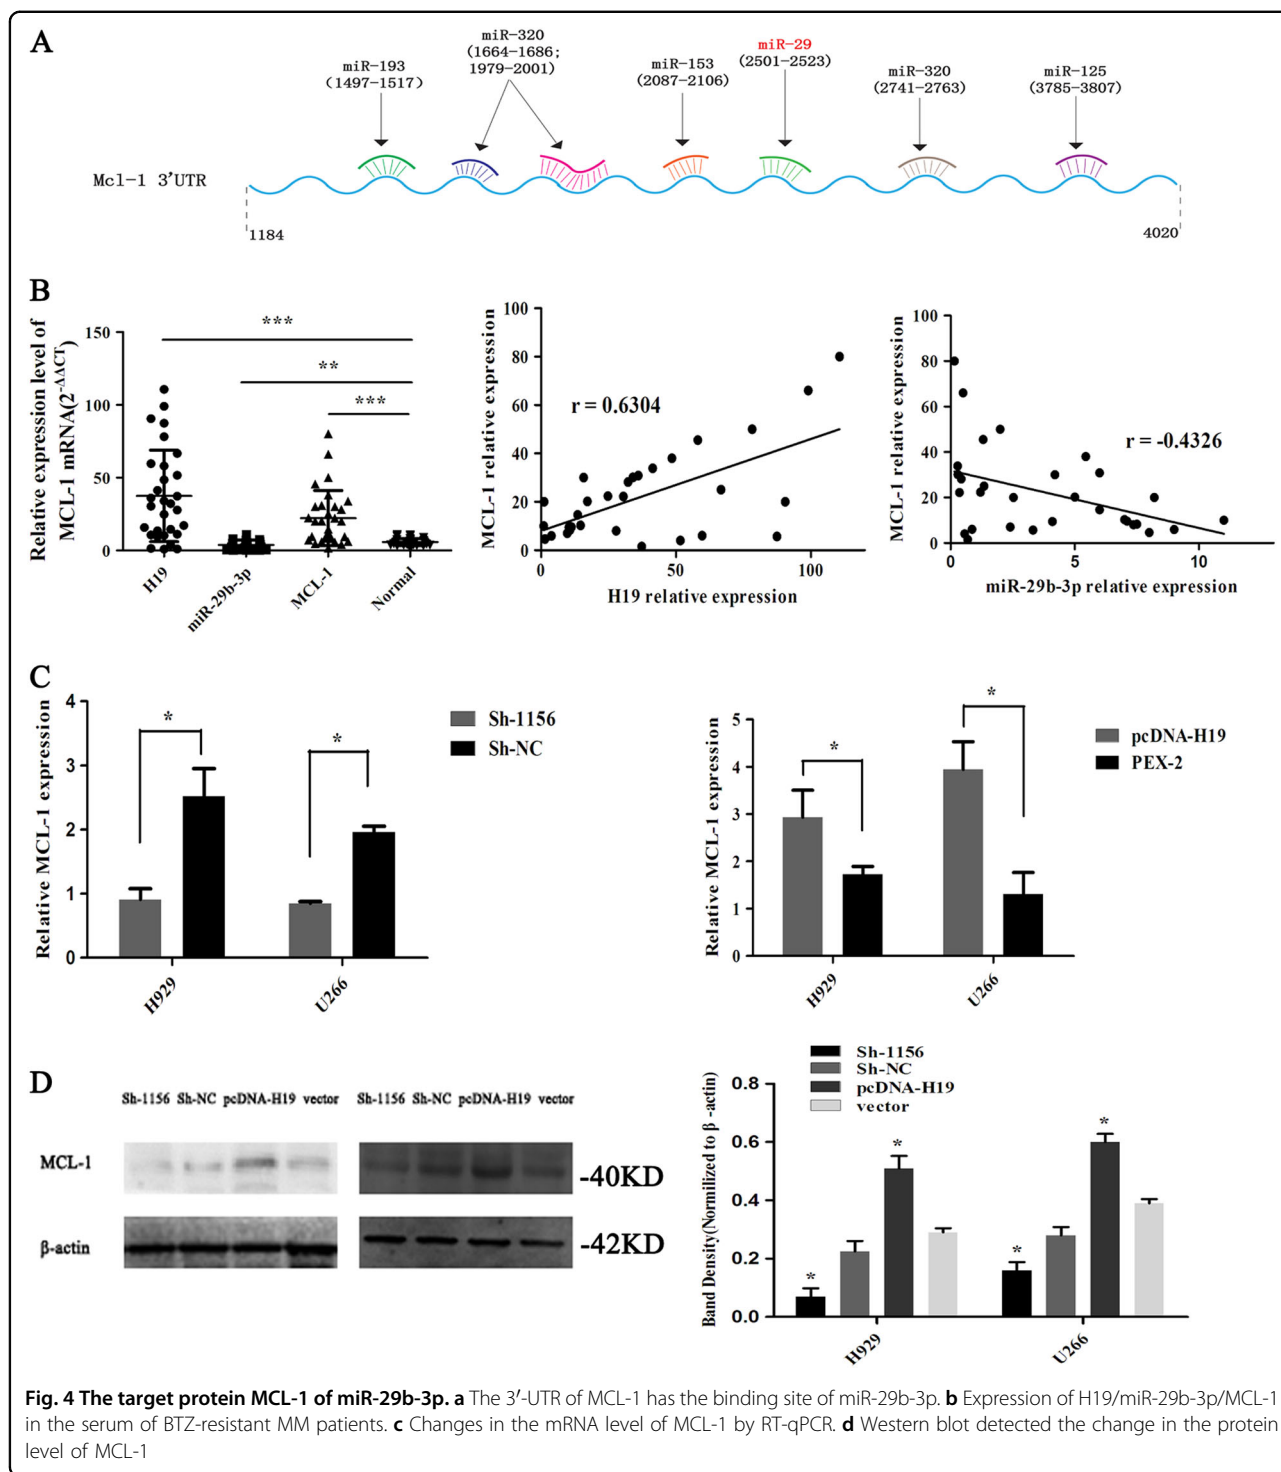 A
miR-193
(1497-1517)
miR-320
(1664-1686;
1979-2001)
miR-153
(2087-2106)
miR-29
(2501-2523)
miR-320
(2741-2763)
miR-125
(3785-3807)
Mcl-1 3'UTR
1184
4020
B
Relative expression level of
MCL-1 mRNA(2^-ΔΔCT)
150
100
50
0
***
**
***
H19
miR-29b-3p
MCL-1
Normal
MCL-1 relative expression
100
80
60
40
20
0
r = 0.6304
0 50 100
H19 relative expression
MCL-1 relative expression
100
80
60
40
20
0
r = -0.4326
0 5 10
miR-29b-3p relative expression
C
Relative MCL-1 expression
4
3
2
1
0
*
*
H929
U266
Sh-1156
Sh-NC
Relative MCL-1 expression
5
4
3
2
1
0
*
*
H929
U266
pcDNA-H19
PEX-2
D
Sh-1156 Sh-NC pcDNA-H19 vector
Sh-1156 Sh-NC pcDNA-H19 vector
MCL-1
-40KD
β-actin
-42KD
Sh-1156
Sh-NC
pcDNA-H19
vector
Band Density(Normilized to β -actin)
0.8
0.6
0.4
0.2
0.0
*
*
*
*
H929
U266
Fig. 4 The target protein MCL-1 of miR-29b-3p. a The 3′-UTR of MCL-1 has the binding site of miR-29b-3p. b Expression of H19/miR-29b-3p/MCL-1
in the serum of BTZ-resistant MM patients. c Changes in the mRNA level of MCL-1 by RT-qPCR. d Western blot detected the change in the protein
level of MCL-1